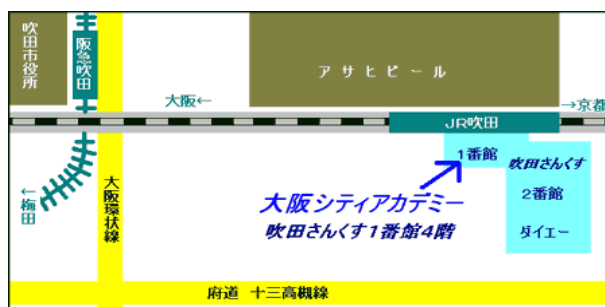 吹田市役所
阪急吹田
アサヒビール
大阪←
→京都
JR吹田
1番館
吹田さんくす
2番館
ダイエー
大阪シティアカデミー
吹田さんくす1番館4階
←梅田
大阪環状線
府道 十三高槻線